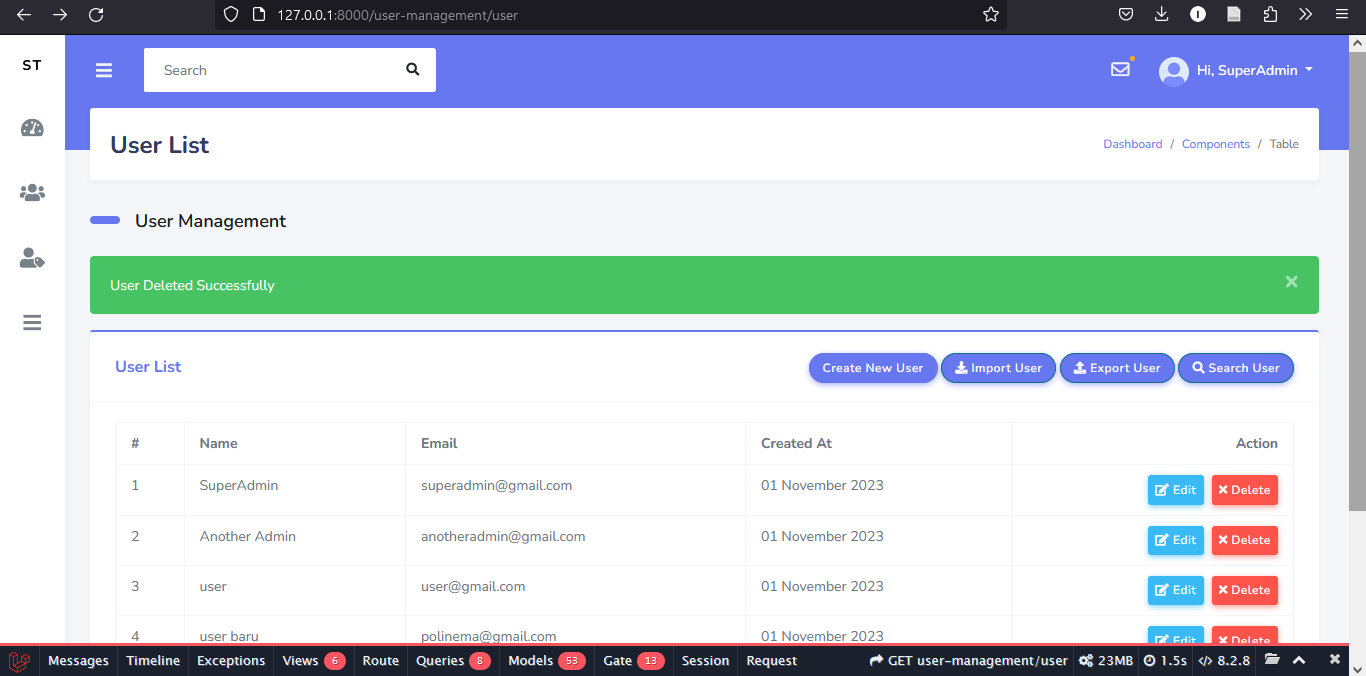 127.0.0.1:8000/user-management/user
ST
Search
Hi, SuperAdmin
User List
Dashboard / Components / Table
User Management
User Deleted Successfully
User List
Create New User Import User Export User Search User
# Name Email Created At Action
1 SuperAdmin superadmin@gmail.com 01 November 2023 Edit Delete
2 Another Admin anotheradmin@gmail.com 01 November 2023 Edit Delete
3 user user@gmail.com 01 November 2023 Edit Delete
4 user baru polinema@gmail.com 01 November 2023 Edit Delete
Messages Timeline Exceptions Views 6 Route Queries 8 Models 53 Gate 13 Session Request GET user-management/user 23MB 1.5s 8.2.8